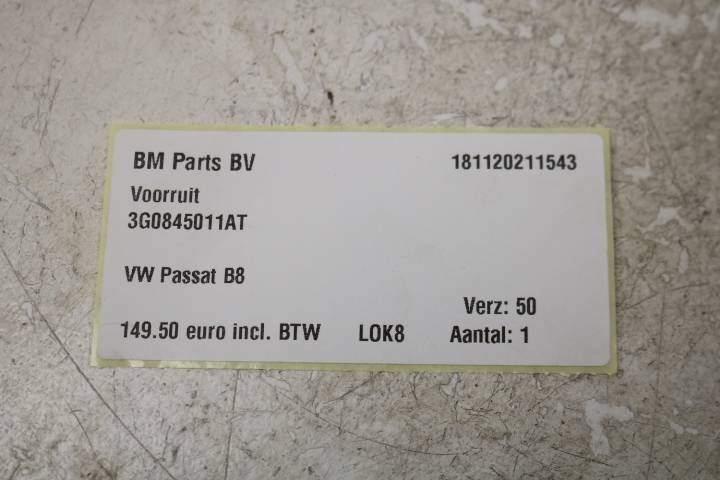 BM Parts BV 181120211543
Voorruit
3G0845011AT
VW Passat B8
Verz: 50
149.50 euro incl. BTW LOK8 Aantal: 1